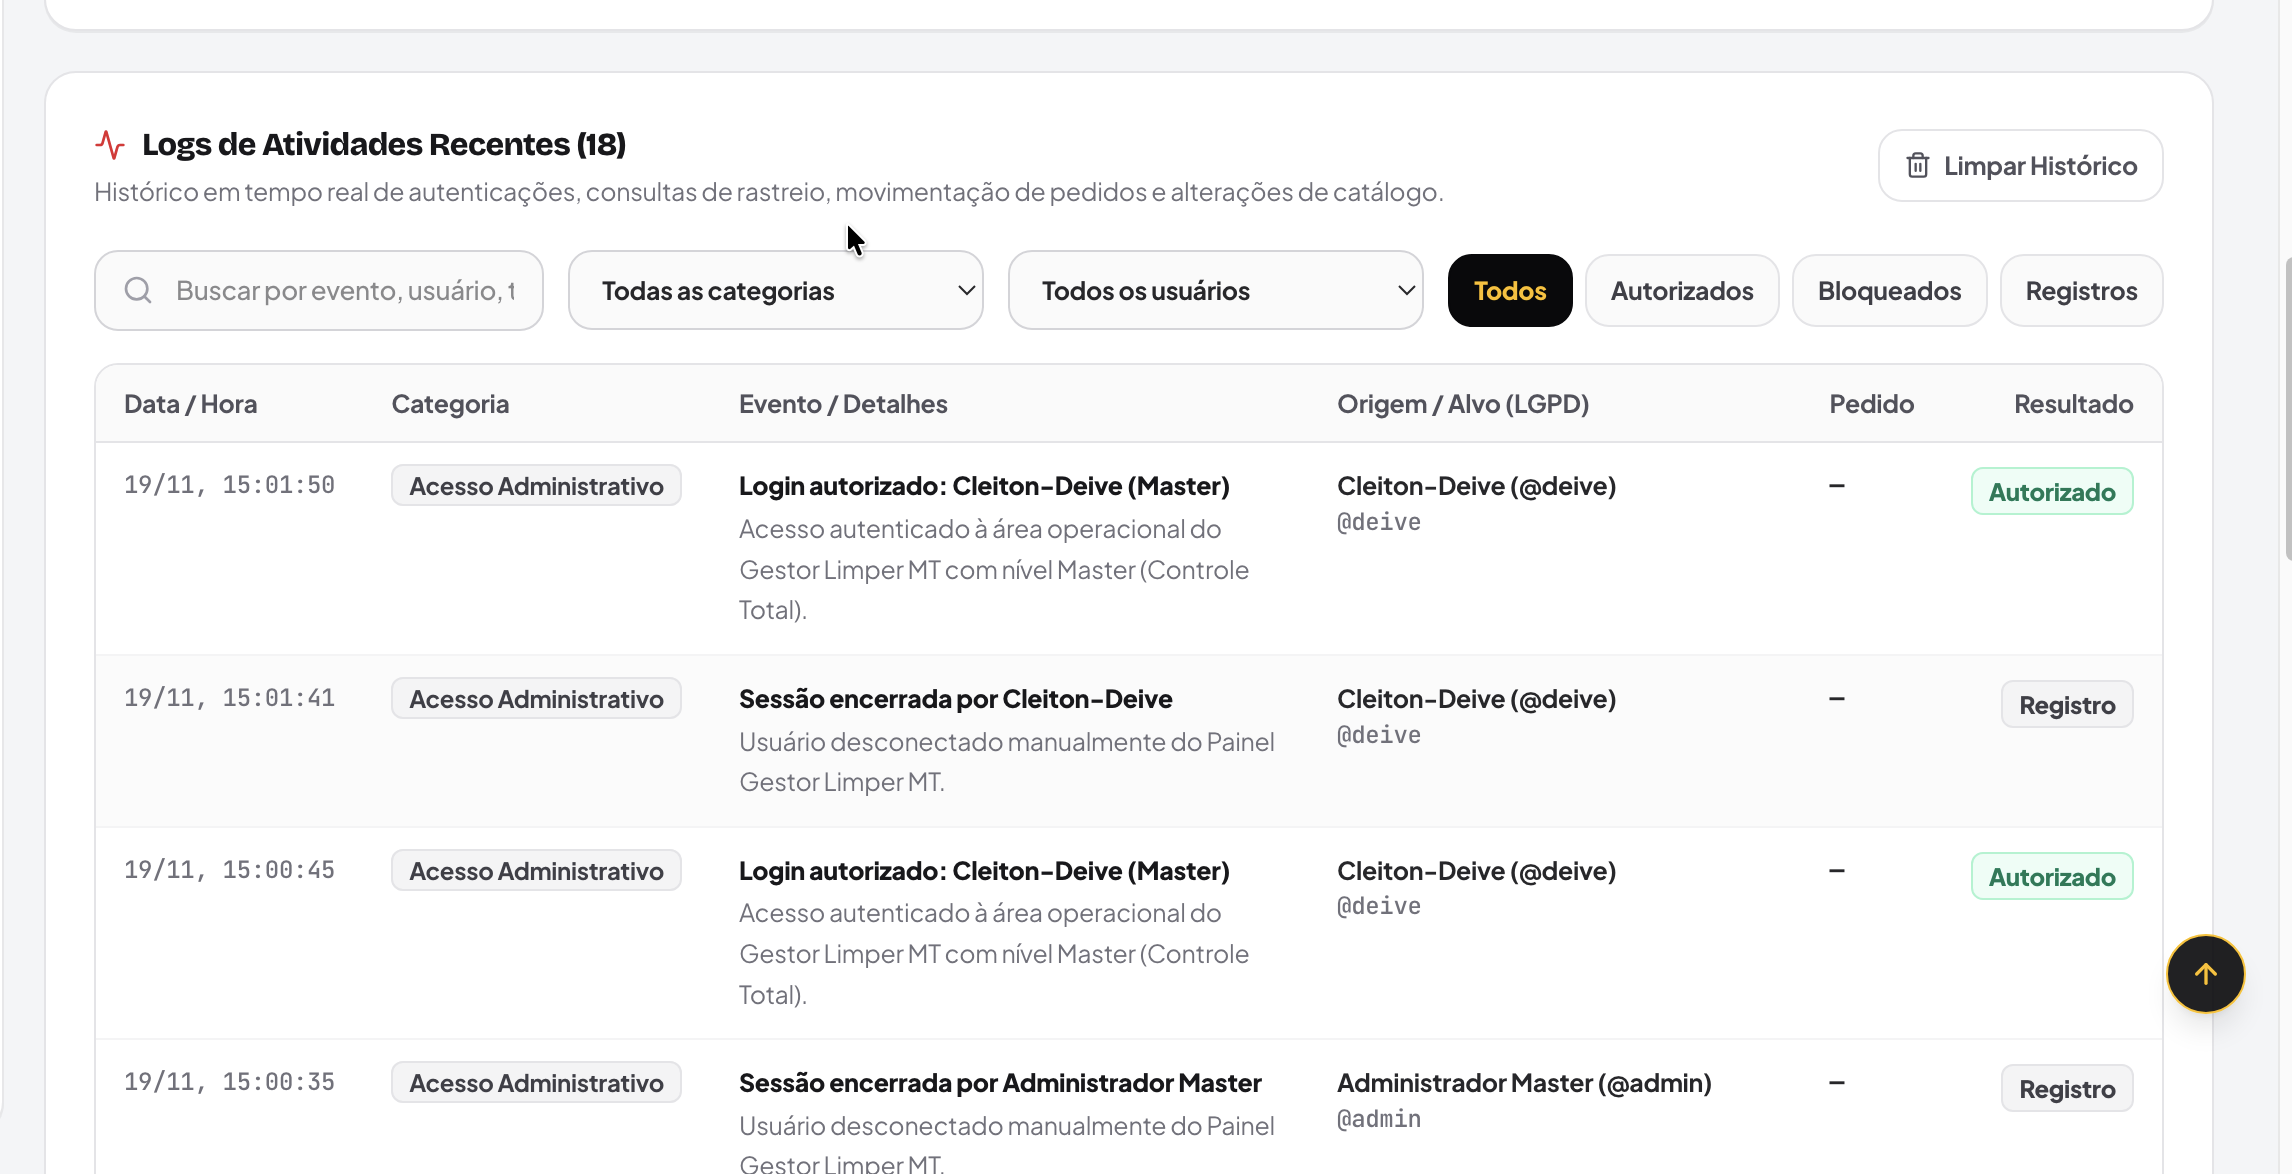 Logs de Atividades Recentes (18)
Histórico em tempo real de autenticações, consultas de rastreio, movimentação de pedidos e alterações de catálogo.
Limpar Histórico
Buscar por evento, usuário, t
Todas as categorias
Todos os usuários
Todos
Autorizados
Bloqueados
Registros
Data / Hora
Categoria
Evento / Detalhes
Origem / Alvo (LGPD)
Pedido
Resultado
19/11, 15:01:50
Acesso Administrativo
Login autorizado: Cleiton-Deive (Master)
Acesso autenticado à área operacional do
Gestor Limper MT com nível Master (Controle
Total).
Cleiton-Deive (@deive)
@deive
—
Autorizado
19/11, 15:01:41
Acesso Administrativo
Sessão encerrada por Cleiton-Deive
Usuário desconectado manualmente do Painel
Gestor Limper MT.
Cleiton-Deive (@deive)
@deive
—
Registro
19/11, 15:00:45
Acesso Administrativo
Login autorizado: Cleiton-Deive (Master)
Acesso autenticado à área operacional do
Gestor Limper MT com nível Master (Controle
Total).
Cleiton-Deive (@deive)
@deive
—
Autorizado
19/11, 15:00:35
Acesso Administrativo
Sessão encerrada por Administrador Master
Usuário desconectado manualmente do Painel
Gestor Limper MT.
Administrador Master (@admin)
@admin
—
Registro